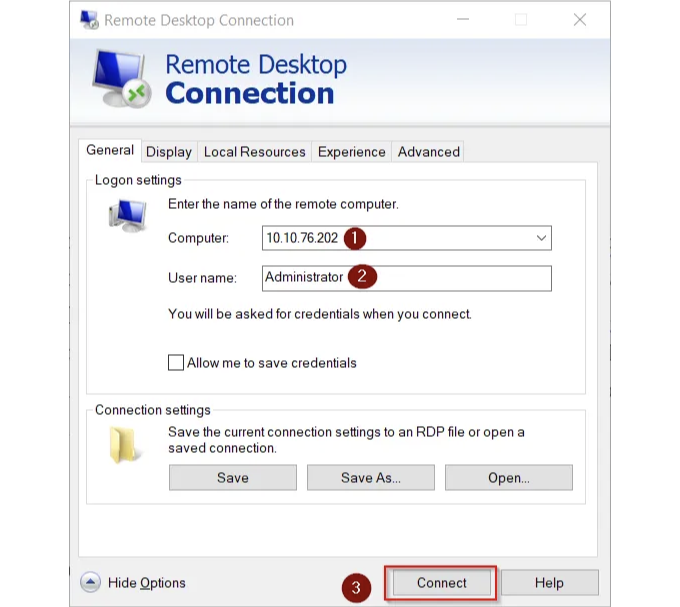 Remote Desktop Connection
Remote Desktop
Connection
General Display Local Resources Experience Advanced
Logon settings
Enter the name of the remote computer.
Computer: 10.10.76.202 1
User name: Administrator 2
You will be asked for credentials when you connect.
Allow me to save credentials
Connection settings
Save the current connection settings to an RDP file or open a
saved connection.
Save Save As... Open...
Hide Options 3 Connect Help